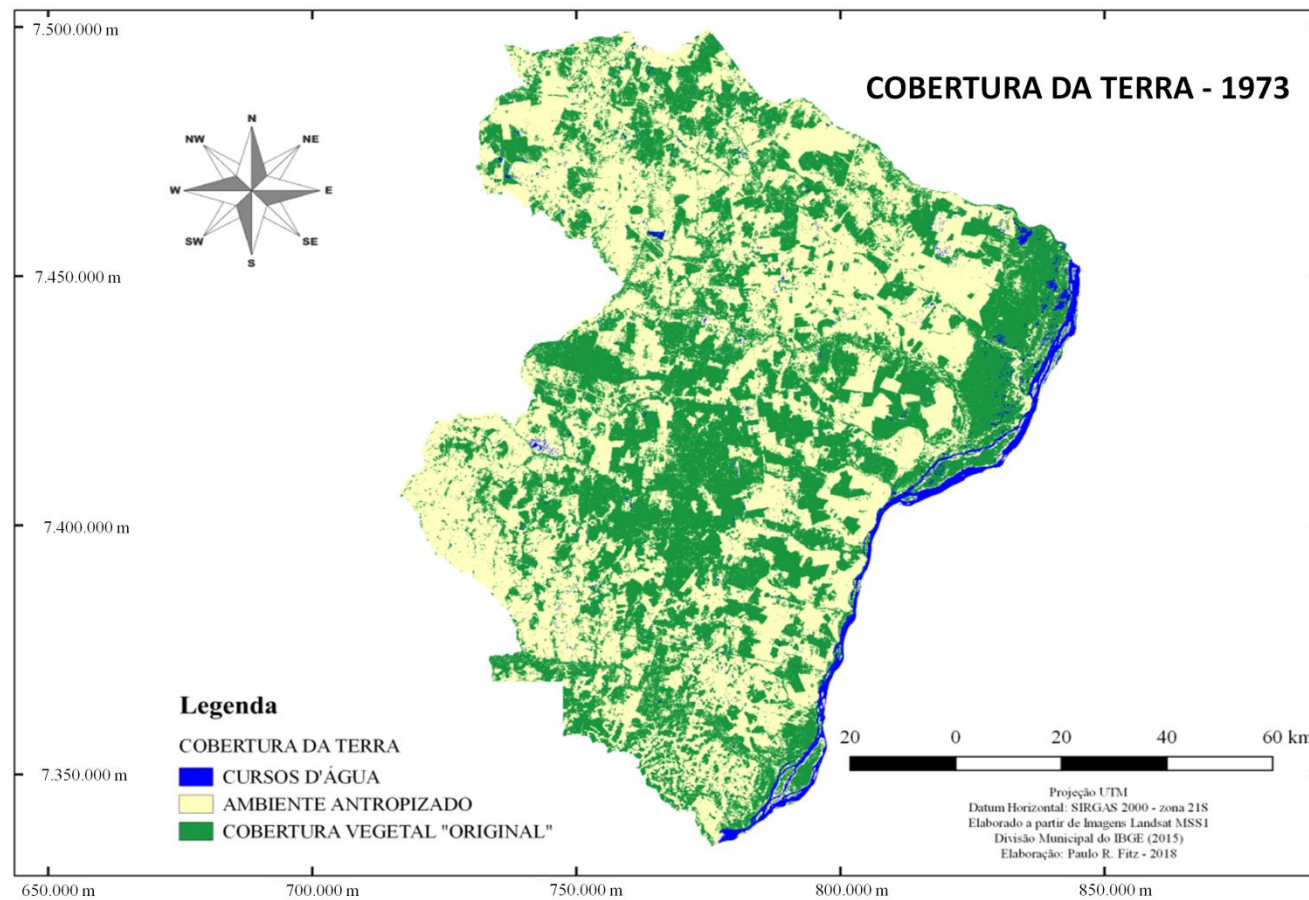 7.500.000 m
COBERTURA DA TERRA - 1973
N
NW
NE
W
E
SW
SE
S
7.450.000 m
7.400.000 m
Legenda
COBERTURA DA TERRA
CURSOS D'ÁGUA
AMBIENTE ANTROPIZADO
COBERTURA VEGETAL "ORIGINAL"
7.350.000 m
20 0 20 40 60 km
Projeção UTM
Datum Horizontal: SIRGAS 2000 - zona 21S
Elaborado a partir de Imagens Landsat MSS1
Divisão Municipal do IBGE (2015)
Elaboração: Paulo R. Fitz - 2018
650.000 m 700.000 m 750.000 m 800.000 m 850.000 m